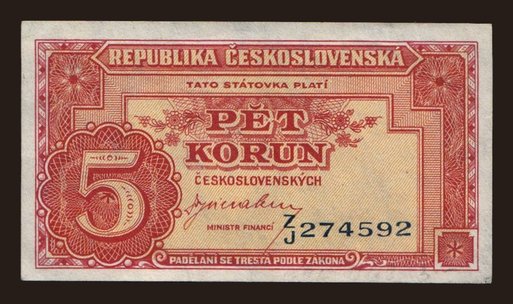 REPUBLIKA ČESKOSLOVENSKÁ
TATO STÁTOVKA PLATÍ
PĚT
KORUN
ČESKOSLOVENSKÝCH
5
MINISTR FINANCÍ
Z/J 274592
PADĚLÁNÍ SE TRESTÁ PODLE ZÁKONA